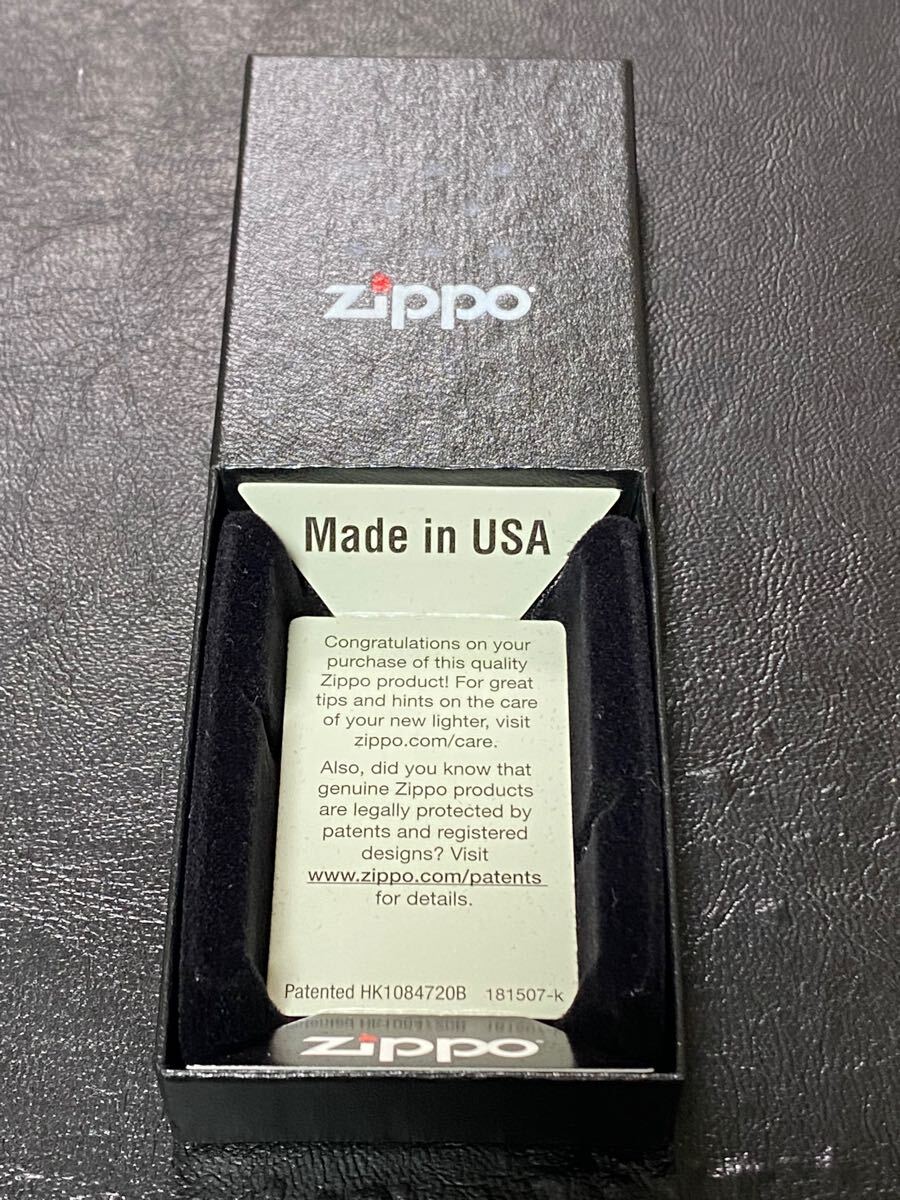 zippo
Made in USA
Congratulations on your
purchase of this quality
Zippo product! For great
tips and hints on the care
of your new lighter, visit
zippo.com/care.
Also, did you know that
genuine Zippo products
are legally protected by
patents and registered
designs? Visit
www.zippo.com/patents
for details.
Patented HK1084720B 181507-k
zippo